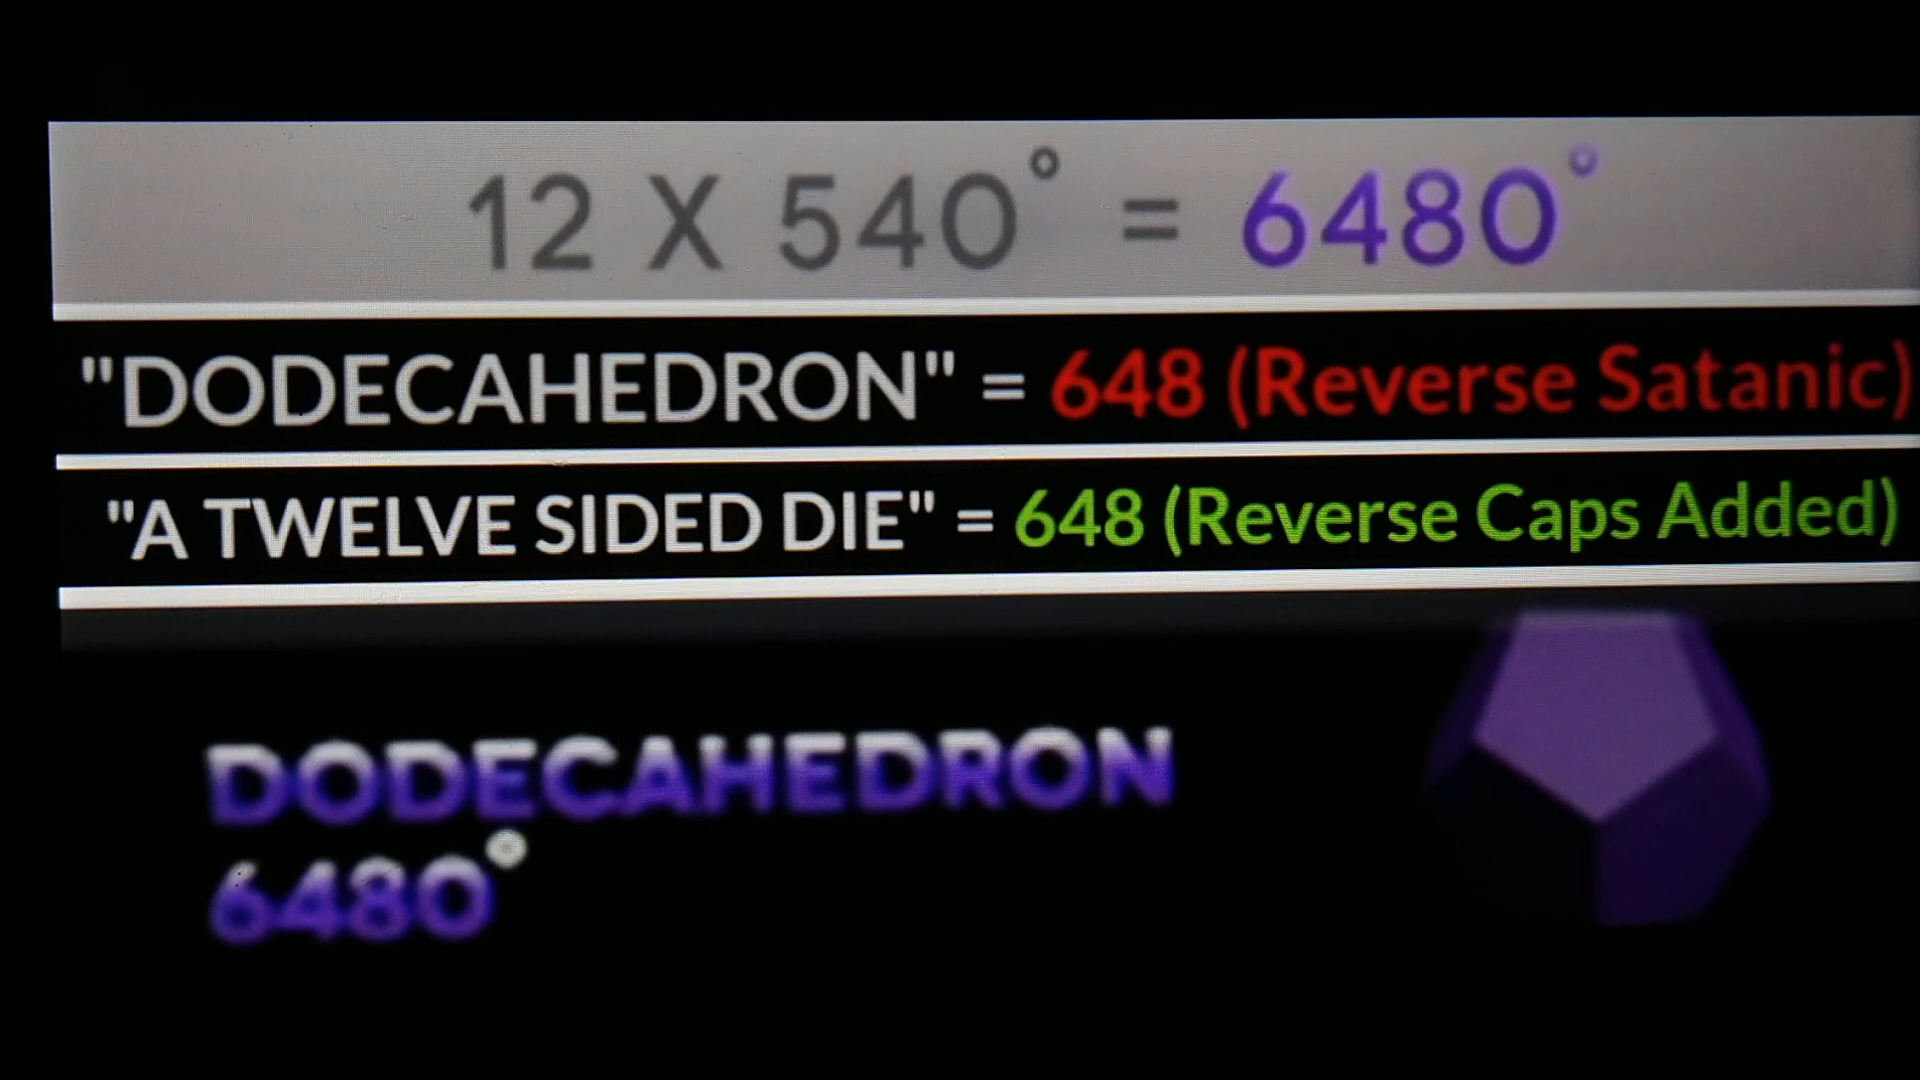 12 X 540° = 6480°
"DODECAHEDRON" = 648 (Reverse Satanic)
"A TWELVE SIDED DIE" = 648 (Reverse Caps Added)
DODECAHEDRON
6480°